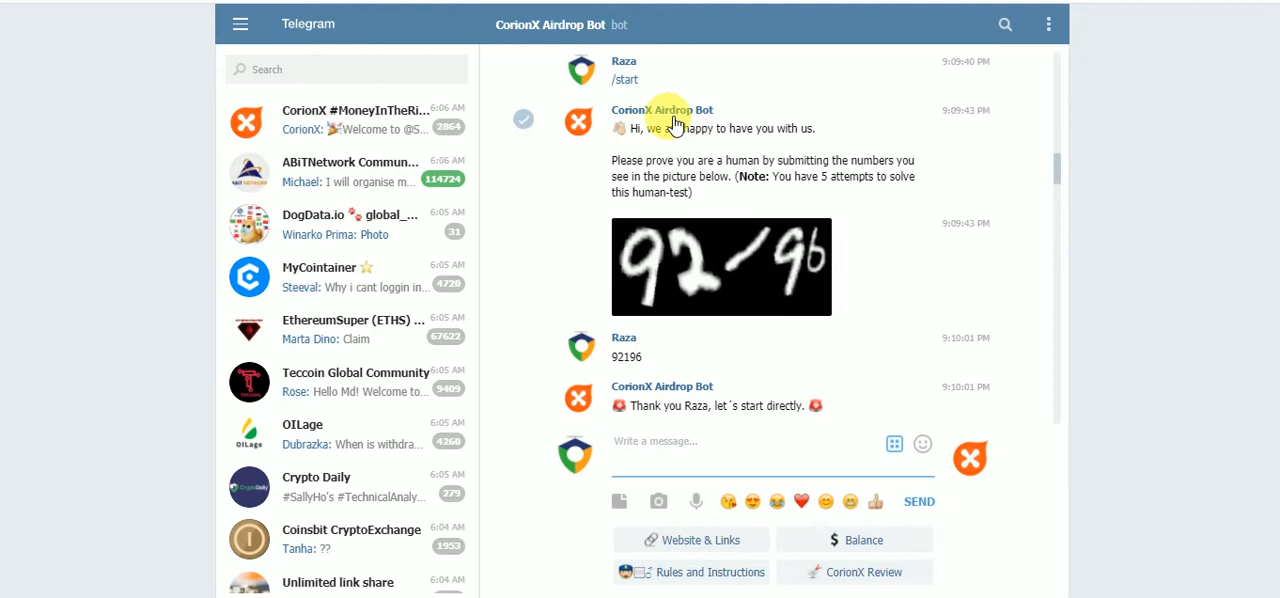 Telegram
CorionX Airdrop Bot bot
Search
CorionX #MoneyInTheRi... 6:06 AM
CorionX: 🎉Welcome to @S... 2864
ABiTNetwork Commun... 6:06 AM
Michael: I will organise m... 114724
DogData.io 🐾 global_... 6:05 AM
Winarko Prima: Photo 31
MyCointainer ⭐ 6:05 AM
Steeval: Why i cant loggin in... 4720
EthereumSuper (ETHS) ... 6:05 AM
Marta Dino: Claim 67622
Teccoin Global Community 6:05 AM
Rose: Hello Md! Welcome to... 9409
OILage 6:05 AM
Dubrazka: When is withdra... 4260
OILage
Crypto Daily 6:05 AM
#SallyHo's #TechnicalAnaly... 279
CryptoDaily
Coinsbit CryptoExchange 6:04 AM
Tanha: ?? 1953
Unlimited link share 6:04 AM
Raza 9:09:40 PM
/start
CorionX Airdrop Bot 9:09:43 PM
👋🏼 Hi, we a happy to have you with us.
Please prove you are a human by submitting the numbers you
see in the picture below. (Note: You have 5 attempts to solve
this human-test)
9:09:43 PM
92196
Raza 9:10:01 PM
92196
CorionX Airdrop Bot 9:10:01 PM
🚨 Thank you Raza, let´s start directly. 🚨
Write a message...
SEND
🔗 Website & Links
$ Balance
Rules and Instructions
CorionX Review